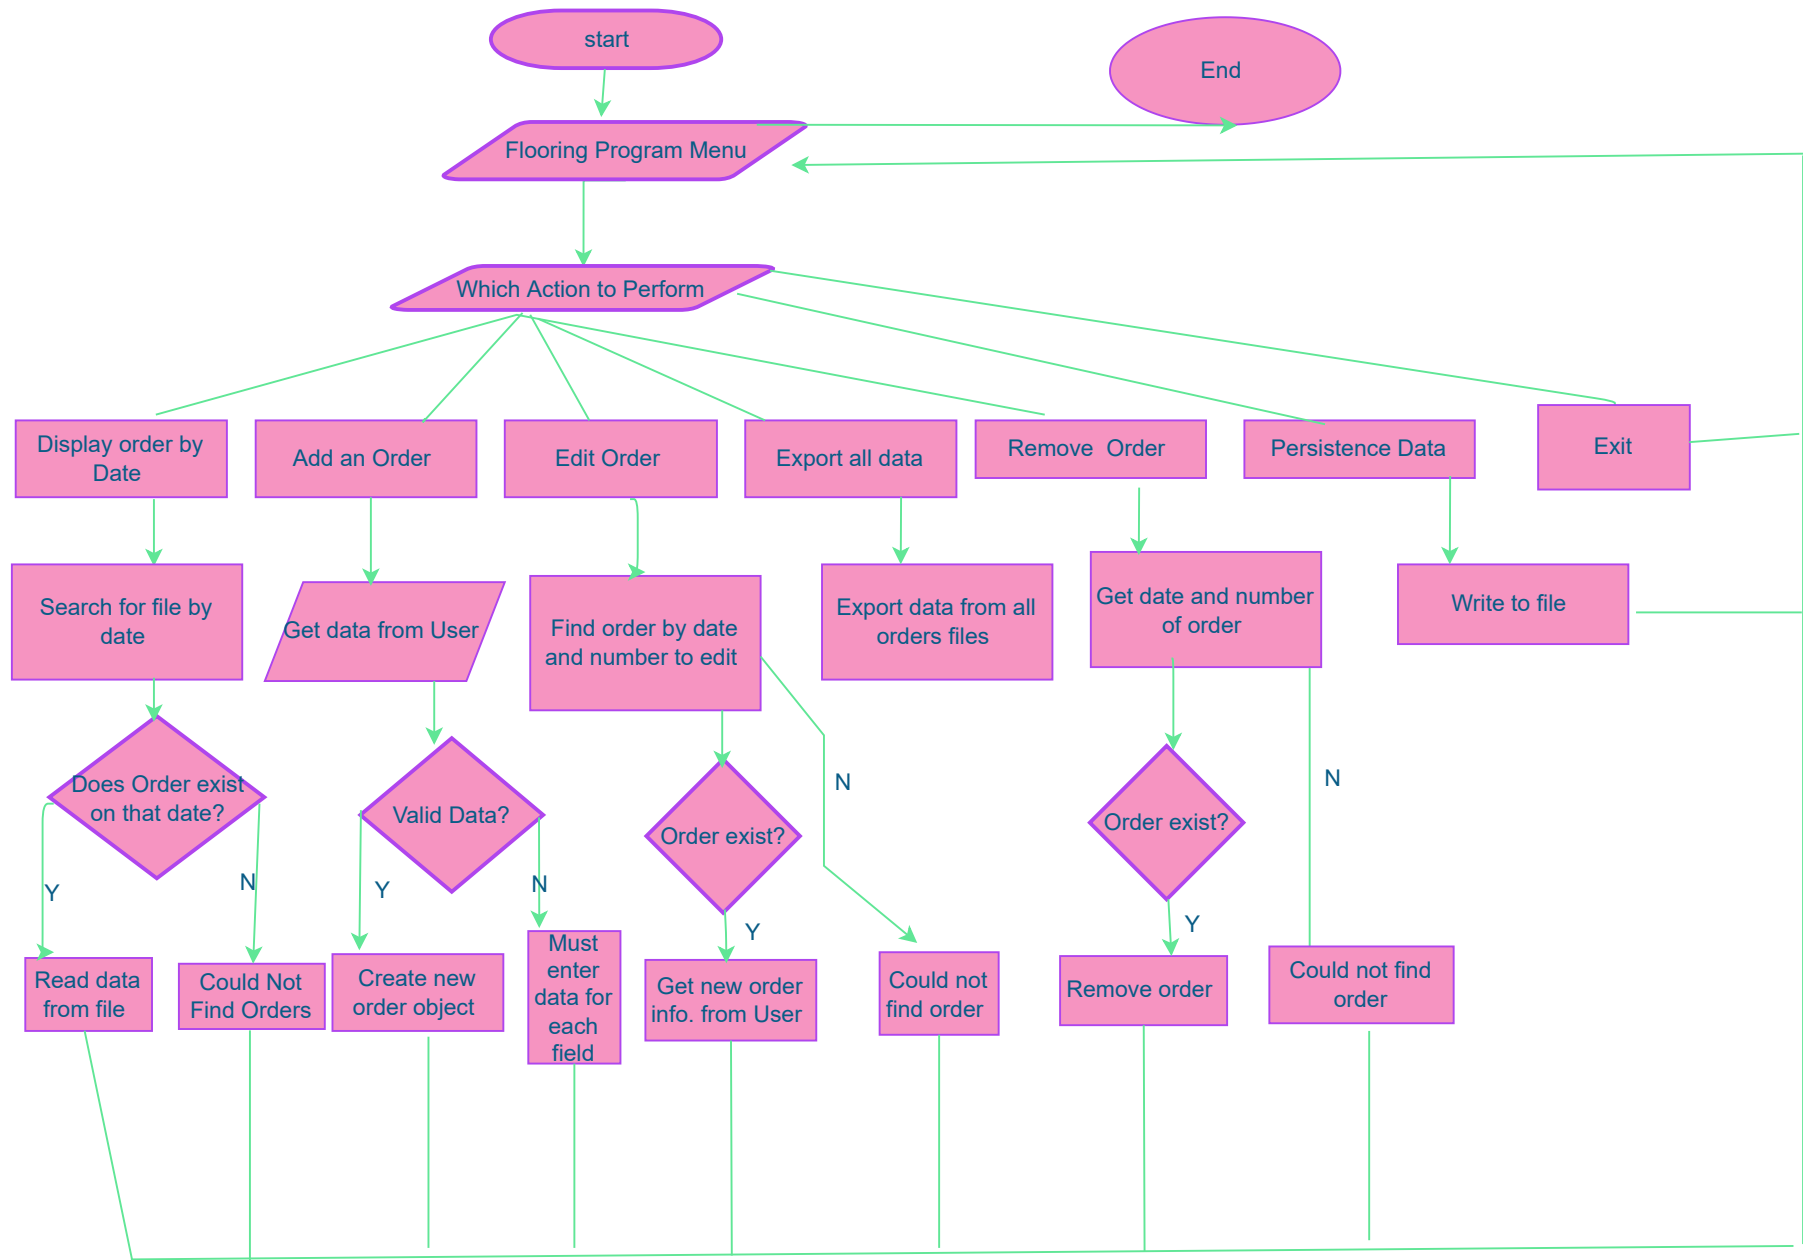 start
End
Flooring Program Menu
Which Action to Perform
Display order by
Date
Add an Order
Edit Order
Export all data
Remove  Order
Persistence Data
Exit
Search for file by
date
Get data from User
Find order by date
and number to edit
Export data from all
orders files
Get date and number
of order
Write to file
Does Order exist
on that date?
Valid Data?
Order exist?
N
Order exist?
N
Y
N
Y
N
Y
Y
Read data
from file
Could Not
Find Orders
Create new
order object
Must
enter
data for
each
field
Get new order
info. from User
Could not
find order
Remove order
Could not find
order